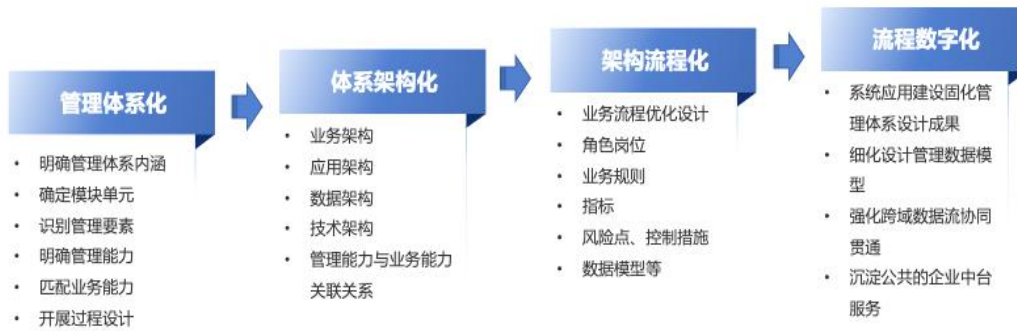 管理体系化
明确管理体系内涵
确定模块单元
识别管理要素
明确管理能力
匹配业务能力
开展过程设计
体系架构化
业务架构
应用架构
数据架构
技术架构
管理能力与业务能力
关联关系
架构流程化
业务流程优化设计
角色岗位
业务规则
指标
风险点、控制措施
数据模型等
流程数字化
系统应用建设固化管
理体系设计成果
细化设计管理数据模
型
强化跨域数据流协同
贯通
沉淀公共的企业中台
服务